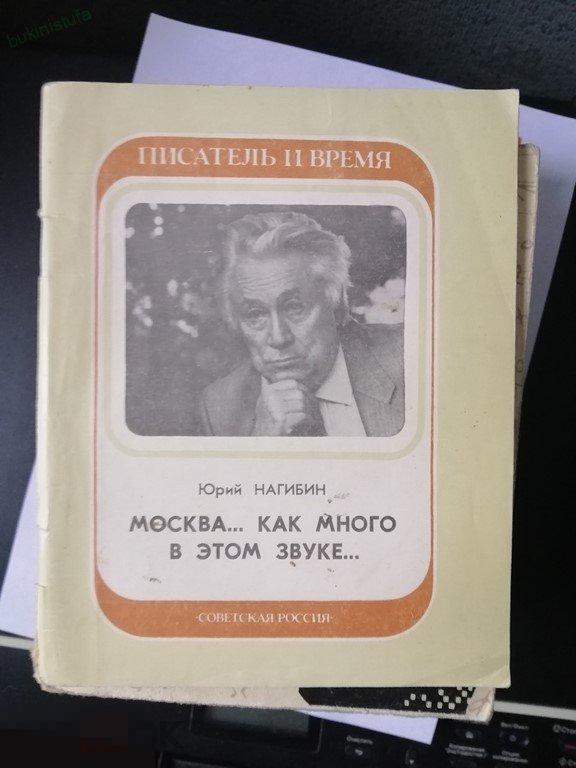 bukinistufa
ПИСАТЕЛЬ И ВРЕМЯ
Юрий НАГИБИН
МОСКВА... КАК МНОГО
В ЭТОМ ЗВУКЕ...
·СОВЕТСКАЯ РОССИЯ·